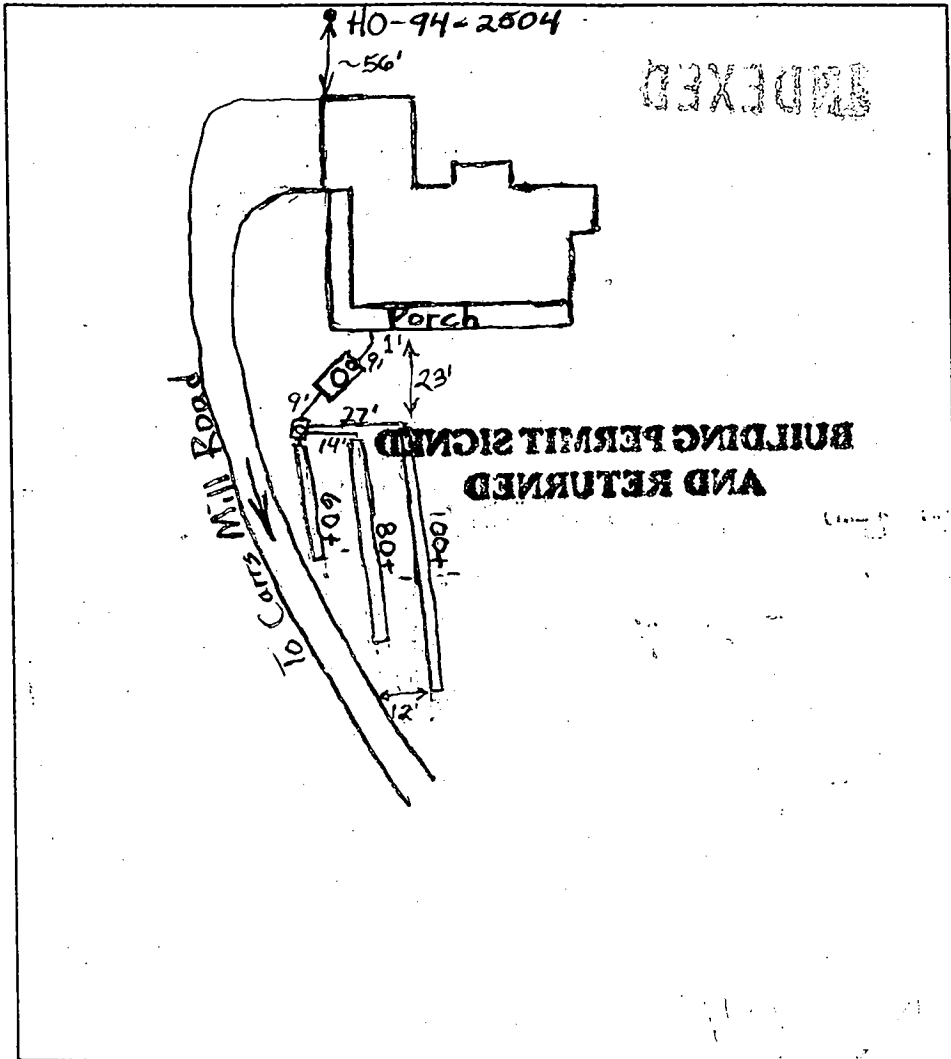 HO-94-2504
~56'
INDEXED
Porch
1'
9'
23'
9'
27'
14'
BUILDING PERMIT SIGNED
AND RETURNED
60+'
80+'
100+'
12'
To Carrs Mill Road